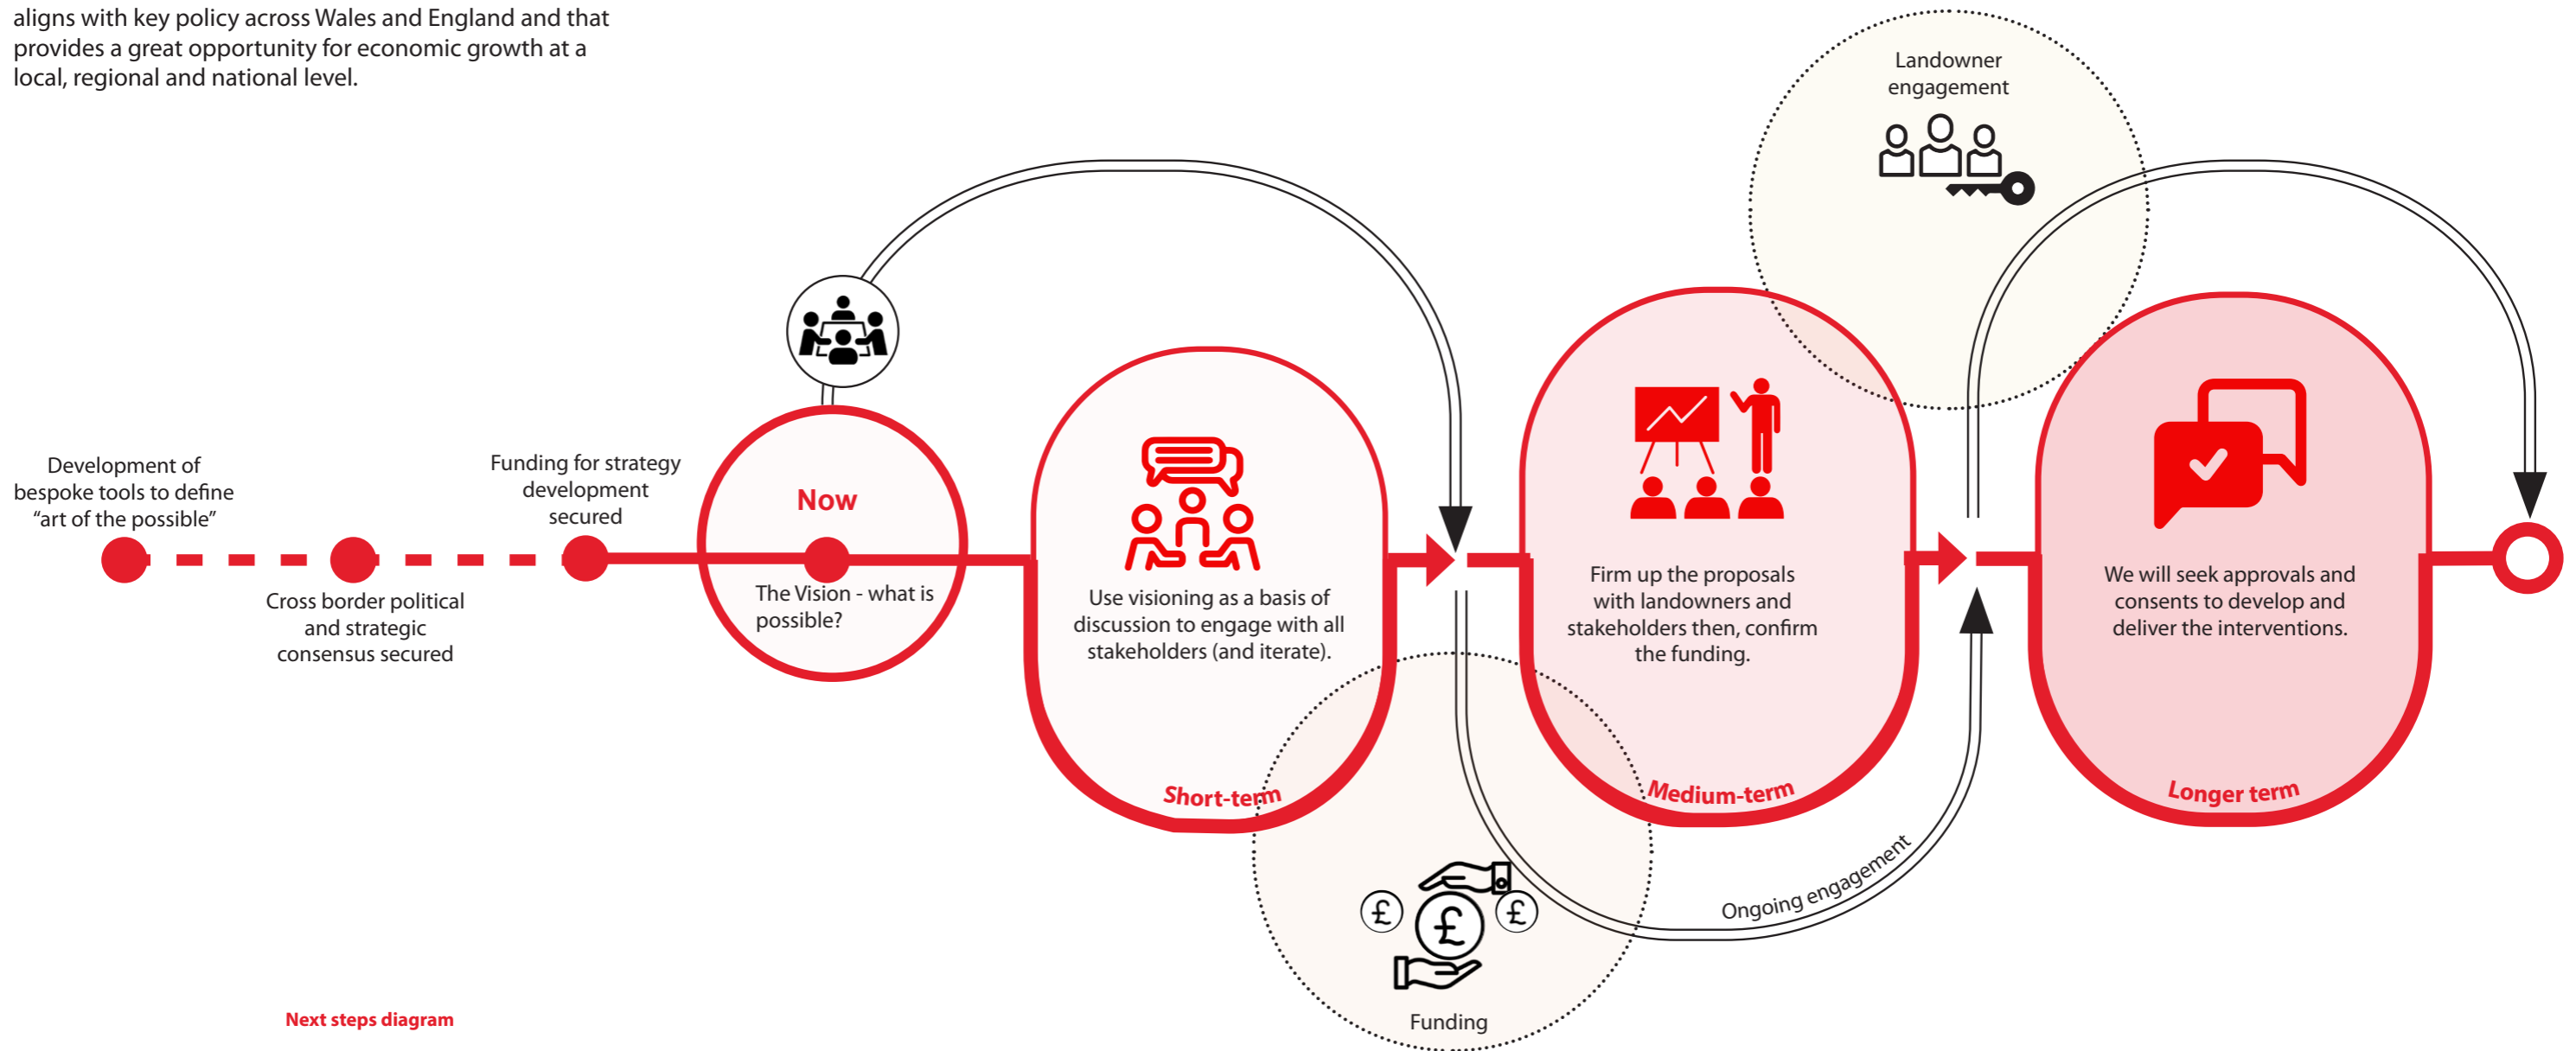 aligns with key policy across Wales and England and that
provides a great opportunity for economic growth at a
local, regional and national level.
Development of
bespoke tools to define
“art of the possible”
Cross border political
and strategic
consensus secured
Funding for strategy
development
secured
Now
The Vision - what is
possible?
Use visioning as a basis of
discussion to engage with all
stakeholders (and iterate).
Short-term
£
£
£
Funding
Firm up the proposals
with landowners and
stakeholders then, confirm
the funding.
Medium-term
Ongoing engagement
Landowner
engagement
We will seek approvals and
consents to develop and
deliver the interventions.
Longer term
Next steps diagram